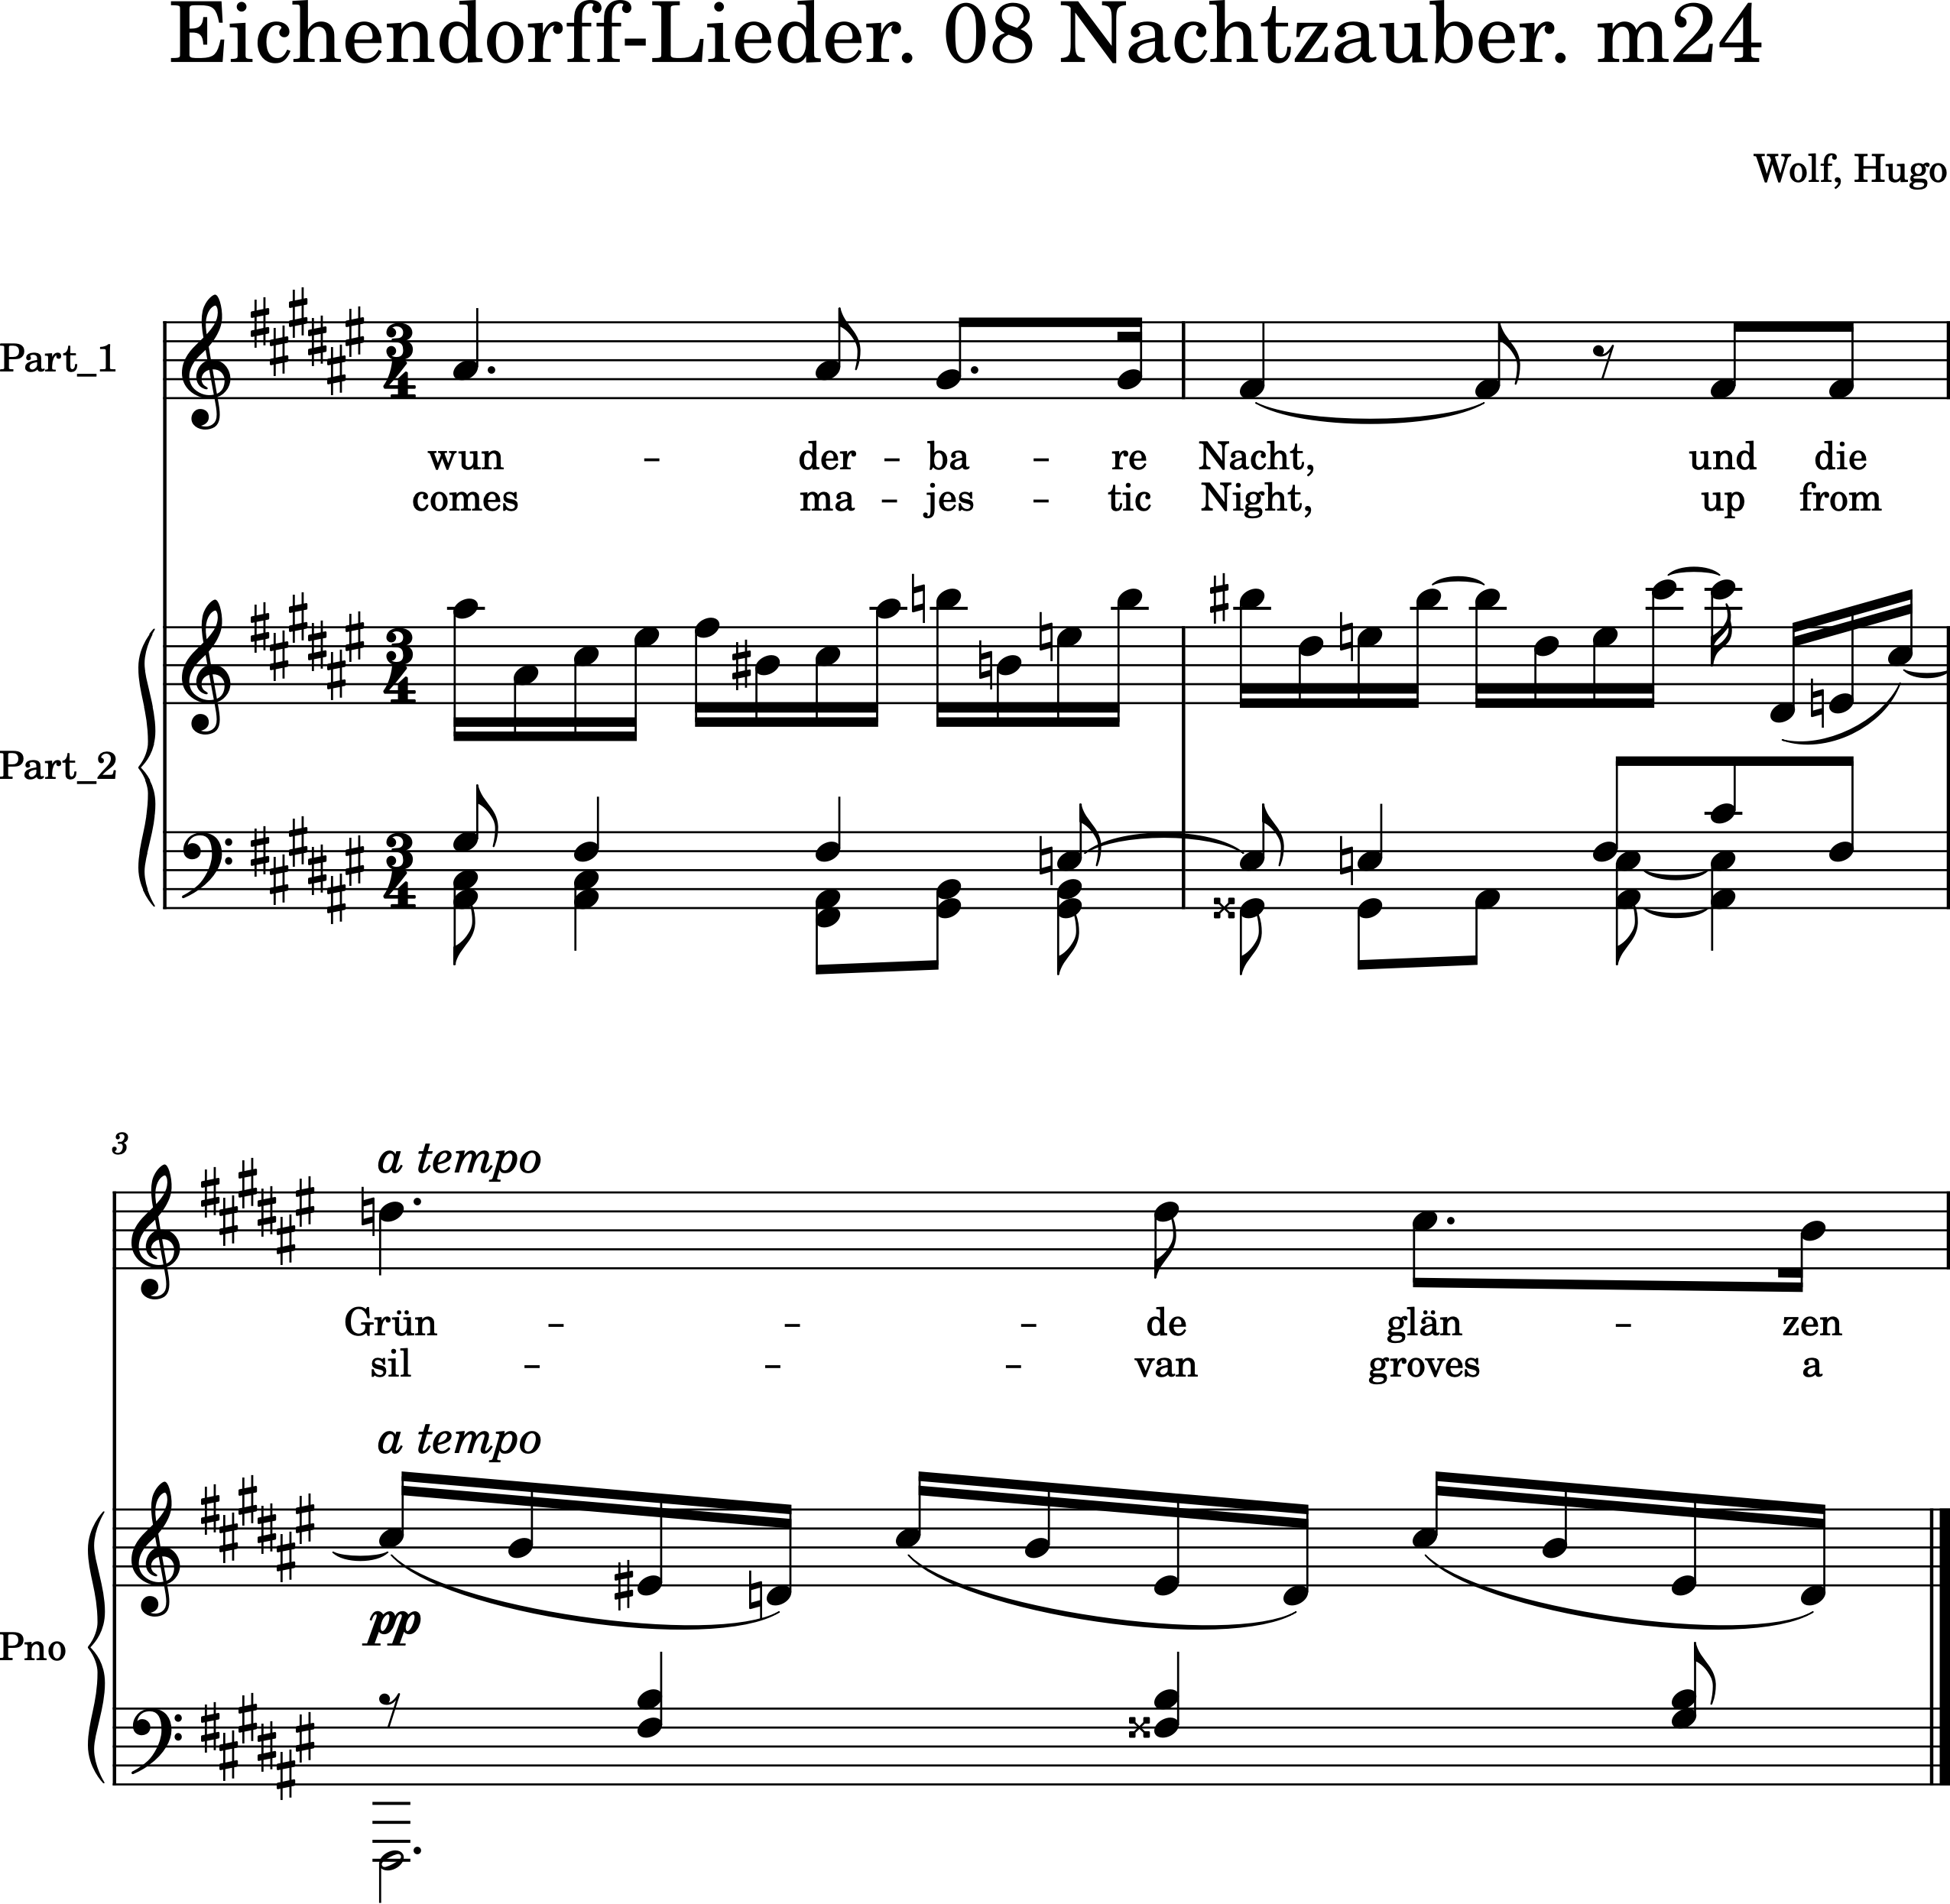 Eichendorff-Lieder. 08 Nachtzauber. m24
Wolf, Hugo
Part_1
wun - der - ba - re Nacht, und die
comes ma - jes - tic Night, up from
Part_2
3
a tempo
Grün - - - de glän - zen
sil - - - van groves a
a tempo
pp
Pno